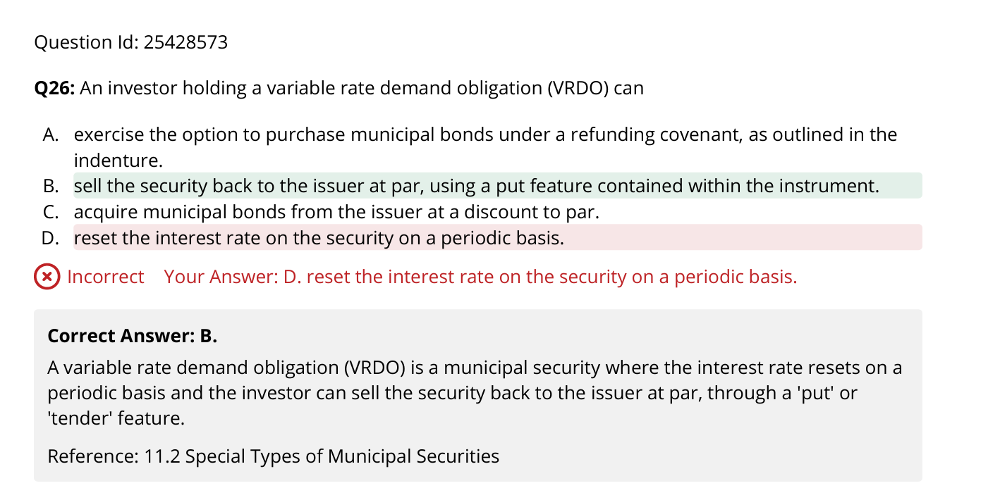 Question Id: 25428573
Q26: An investor holding a variable rate demand obligation (VRDO) can
A. exercise the option to purchase municipal bonds under a refunding covenant, as outlined in the
indenture.
B. sell the security back to the issuer at par, using a put feature contained within the instrument.
C. acquire municipal bonds from the issuer at a discount to par.
D. reset the interest rate on the security on a periodic basis.
Incorrect Your Answer: D. reset the interest rate on the security on a periodic basis.
Correct Answer: B.
A variable rate demand obligation (VRDO) is a municipal security where the interest rate resets on a
periodic basis and the investor can sell the security back to the issuer at par, through a 'put' or
'tender' feature.
Reference: 11.2 Special Types of Municipal Securities